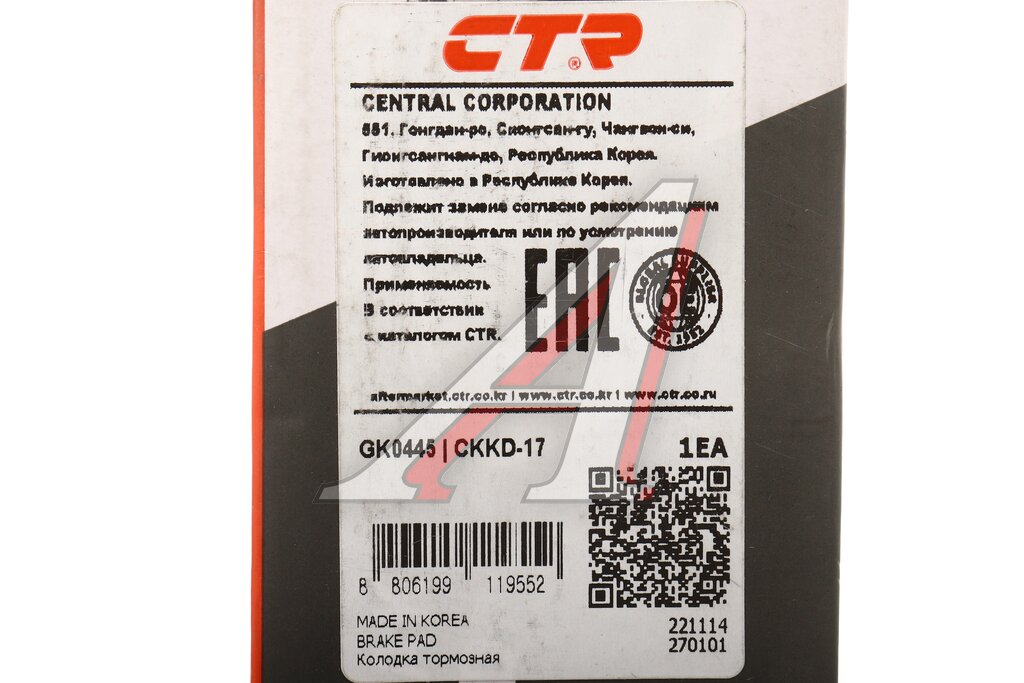 CTR®
CENTRAL CORPORATION
551, Гонгдан-ро, Сионгсан-гу, Чангвон-си,
Гионгсангнам-до, Республика Корея.
Изготовлено в Республике Корея.
Подлежит замене согласно рекомендациям
автопроизводителя или по усмотрению
автовладельца.
Применяемость
В соответствии
с каталогом CTR.
EAC
aftermarket.ctr.co.kr | www.ctr.co.kr | www.ctr.co.ru
GK0445 | CKKD-17
1EA
8 806199 119552
MADE IN KOREA
BRAKE PAD
Колодка тормозная
221114
270101